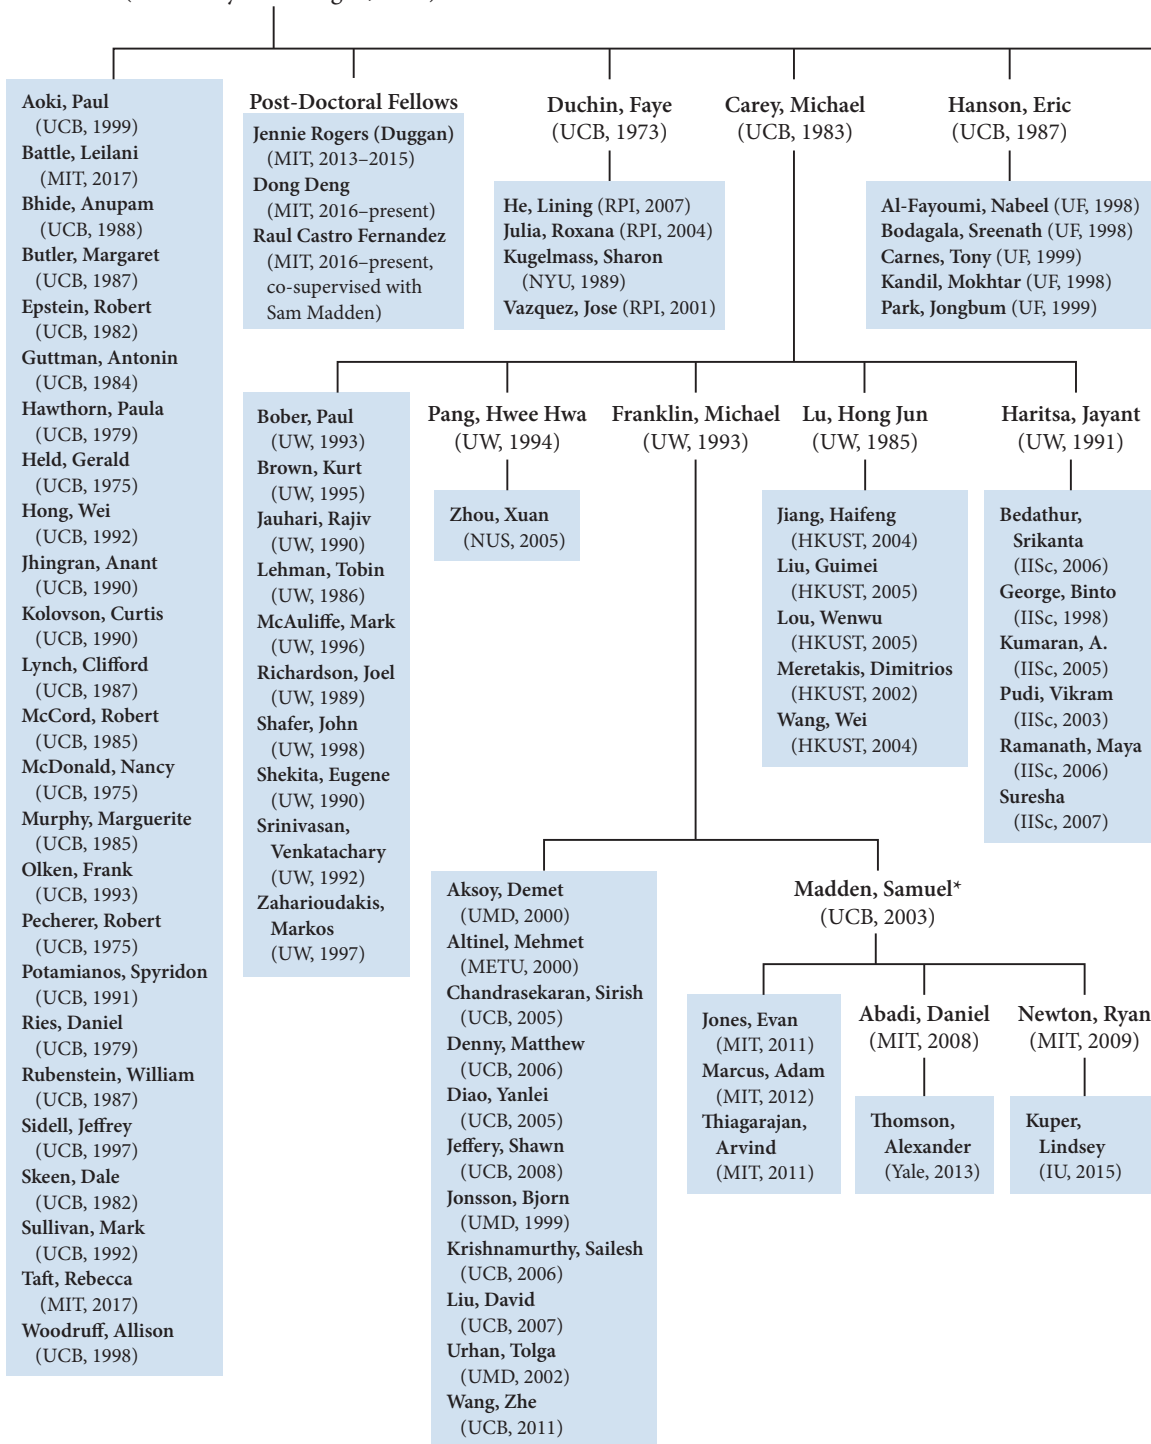 Aoki, Paul
(UCB, 1999)
Battle, Leilani
(MIT, 2017)
Bhide, Anupam
(UCB, 1988)
Butler, Margaret
(UCB, 1987)
Epstein, Robert
(UCB, 1982)
Guttman, Antonin
(UCB, 1984)
Hawthorn, Paula
(UCB, 1979)
Held, Gerald
(UCB, 1975)
Hong, Wei
(UCB, 1992)
Jhingran, Anant
(UCB, 1990)
Kolovson, Curtis
(UCB, 1990)
Lynch, Clifford
(UCB, 1987)
McCord, Robert
(UCB, 1985)
McDonald, Nancy
(UCB, 1975)
Murphy, Marguerite
(UCB, 1985)
Olken, Frank
(UCB, 1993)
Pecherer, Robert
(UCB, 1975)
Potamianos, Spyridon
(UCB, 1991)
Ries, Daniel
(UCB, 1979)
Rubenstein, William
(UCB, 1987)
Sidell, Jeffrey
(UCB, 1997)
Skeen, Dale
(UCB, 1982)
Sullivan, Mark
(UCB, 1992)
Taft, Rebecca
(MIT, 2017)
Woodruff, Allison
(UCB, 1998)
Post-Doctoral Fellows
Jennie Rogers (Duggan)
(MIT, 2013–2015)
Dong Deng
(MIT, 2016–present)
Raul Castro Fernandez
(MIT, 2016–present,
co-supervised with
Sam Madden)
Duchin, Faye
(UCB, 1973)
He, Lining (RPI, 2007)
Julia, Roxana (RPI, 2004)
Kugelmass, Sharon
(NYU, 1989)
Vazquez, Jose (RPI, 2001)
Carey, Michael
(UCB, 1983)
Hanson, Eric
(UCB, 1987)
Al-Fayoumi, Nabeel (UF, 1998)
Bodagala, Sreenath (UF, 1998)
Carnes, Tony (UF, 1999)
Kandil, Mokhtar (UF, 1998)
Park, Jongbum (UF, 1999)
Bober, Paul
(UW, 1993)
Brown, Kurt
(UW, 1995)
Jauhari, Rajiv
(UW, 1990)
Lehman, Tobin
(UW, 1986)
McAuliffe, Mark
(UW, 1996)
Richardson, Joel
(UW, 1989)
Shafer, John
(UW, 1998)
Shekita, Eugene
(UW, 1990)
Srinivasan,
Venkatachary
(UW, 1992)
Zaharioudakis,
Markos
(UW, 1997)
Pang, Hwee Hwa
(UW, 1994)
Zhou, Xuan
(NUS, 2005)
Franklin, Michael
(UW, 1993)
Lu, Hong Jun
(UW, 1985)
Jiang, Haifeng
(HKUST, 2004)
Liu, Guimei
(HKUST, 2005)
Lou, Wenwu
(HKUST, 2005)
Meretakis, Dimitrios
(HKUST, 2002)
Wang, Wei
(HKUST, 2004)
Haritsa, Jayant
(UW, 1991)
Bedathur,
Srikanta
(IISc, 2006)
George, Binto
(IISc, 1998)
Kumaran, A.
(IISc, 2005)
Pudi, Vikram
(IISc, 2003)
Ramanath, Maya
(IISc, 2006)
Suresha
(IISc, 2007)
Aksoy, Demet
(UMD, 2000)
Altinel, Mehmet
(METU, 2000)
Chandrasekaran, Sirish
(UCB, 2005)
Denny, Matthew
(UCB, 2006)
Diao, Yanlei
(UCB, 2005)
Jeffery, Shawn
(UCB, 2008)
Jonsson, Bjorn
(UMD, 1999)
Krishnamurthy, Sailesh
(UCB, 2006)
Liu, David
(UCB, 2007)
Urhan, Tolga
(UMD, 2002)
Wang, Zhe
(UCB, 2011)
Madden, Samuel*
(UCB, 2003)
Jones, Evan
(MIT, 2011)
Marcus, Adam
(MIT, 2012)
Thiagarajan,
Arvind
(MIT, 2011)
Abadi, Daniel
(MIT, 2008)
Thomson,
Alexander
(Yale, 2013)
Newton, Ryan
(MIT, 2009)
Kuper,
Lindsey
(IU, 2015)